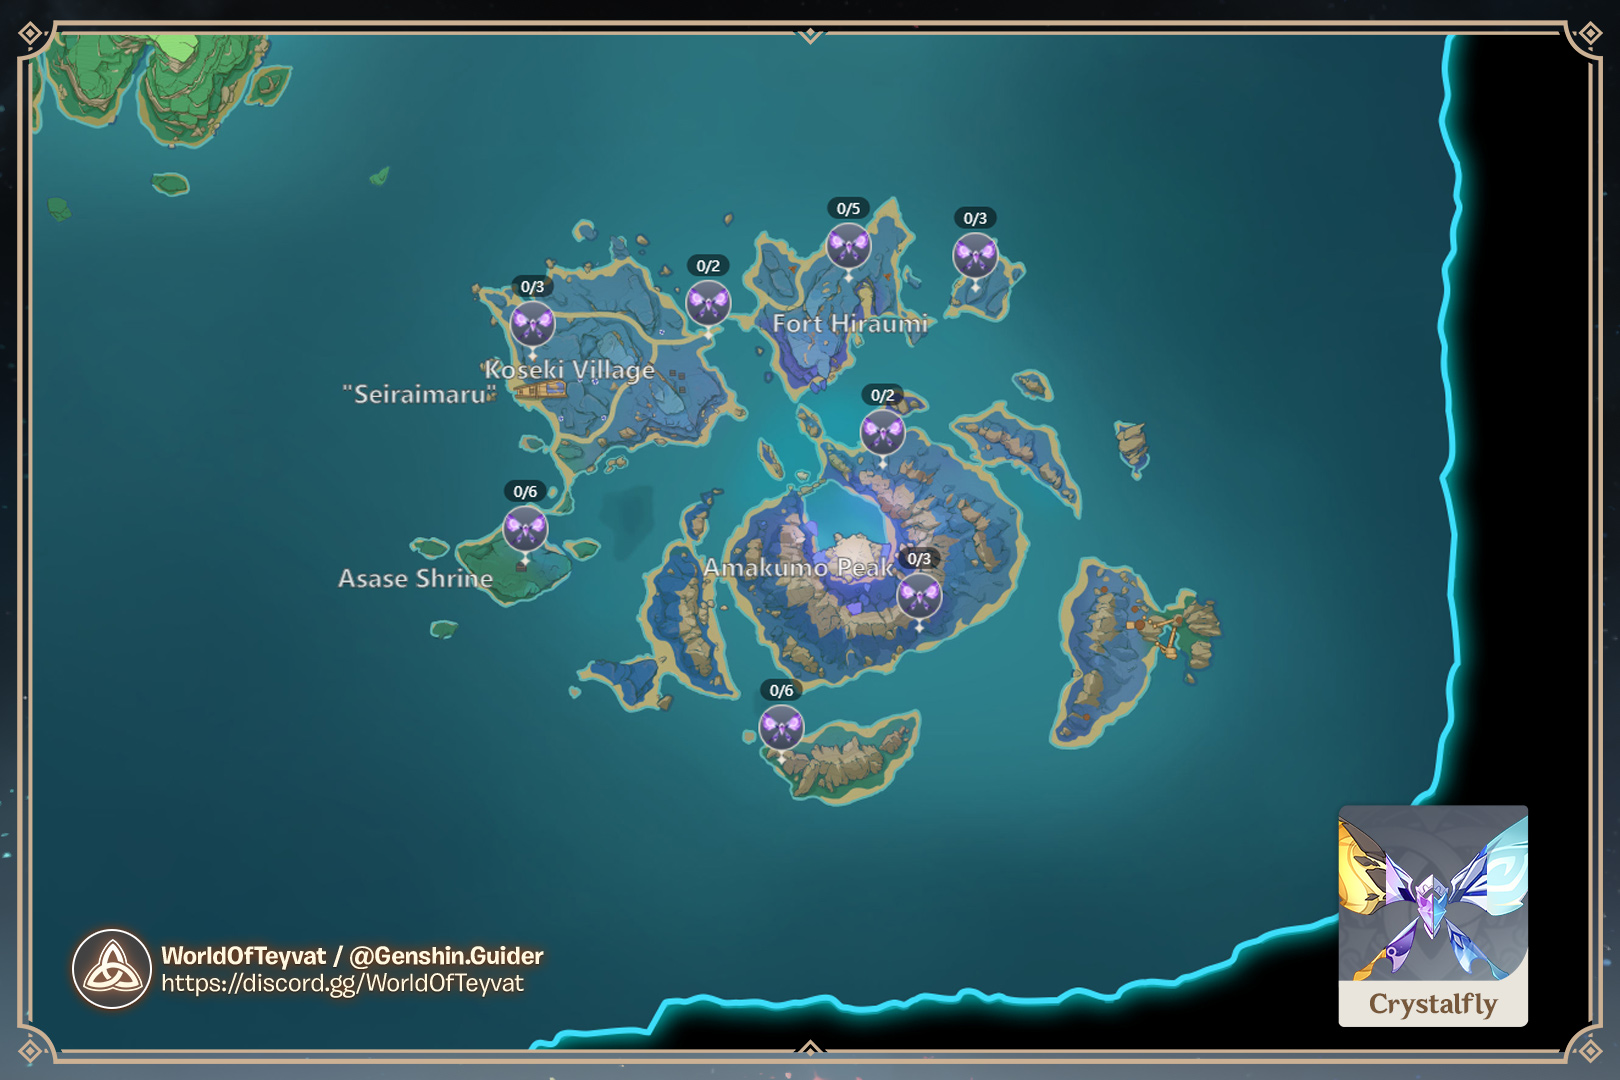 0/5
0/3
0/2
0/3
Fort Hiraumi
Koseki Village
"Seiraimaru"
0/2
0/6
Amakumo Peak
0/3
Asase Shrine
0/6
WorldOfTeyvat / @Genshin.Guider
https://discord.gg/WorldOfTeyvat
Crystalfly